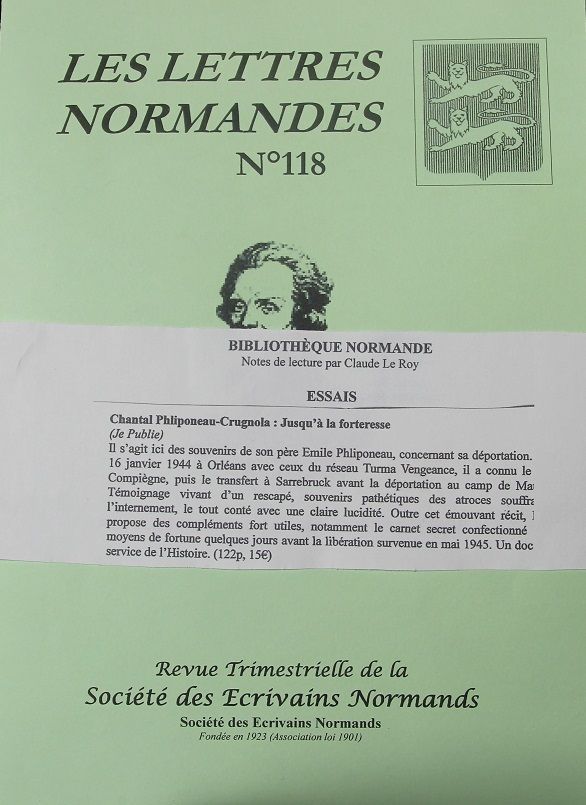 LES LETTRES
NORMANDES
N°118
BIBLIOTHÈQUE NORMANDE
Notes de lecture par Claude Le Roy
ESSAIS
Chantal Phliponeau-Crugnola : Jusqu'à la forteresse
(Je Publie)
Il s'agit ici des souvenirs de son père Emile Phliponeau, concernant sa déportation.
16 janvier 1944 à Orléans avec ceux du réseau Turma Vengeance, il a connu le
Compiègne, puis le transfert à Sarrebruck avant la déportation au camp de Ma
Témoignage vivant d'un rescapé, souvenirs pathétiques des atroces souffra
l'internement, le tout conté avec une claire lucidité. Outre cet émouvant récit,
propose des compléments fort utiles, notamment le carnet secret confectionné
moyens de fortune quelques jours avant la libération survenue en mai 1945. Un doc
service de l'Histoire. (122p, 15€)
Revue Trimestrielle de la
Société des Ecrivains Normands
Société des Ecrivains Normands
Fondée en 1923 (Association loi 1901)